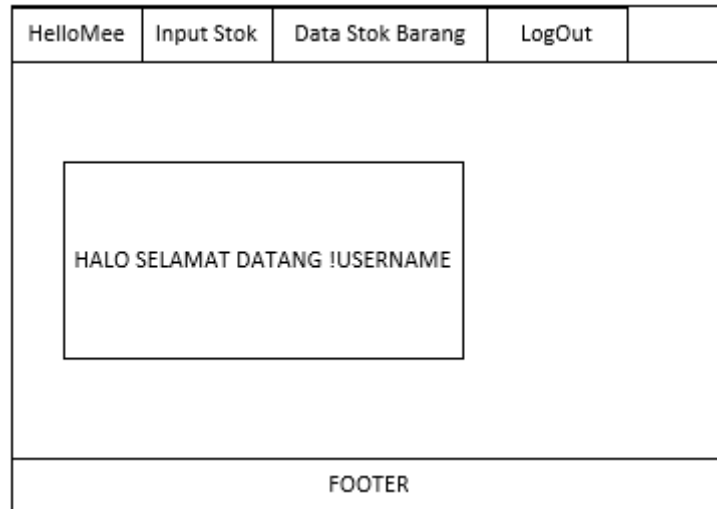 HelloMee Input Stok Data Stok Barang LogOut
HALO SELAMAT DATANG !USERNAME
FOOTER